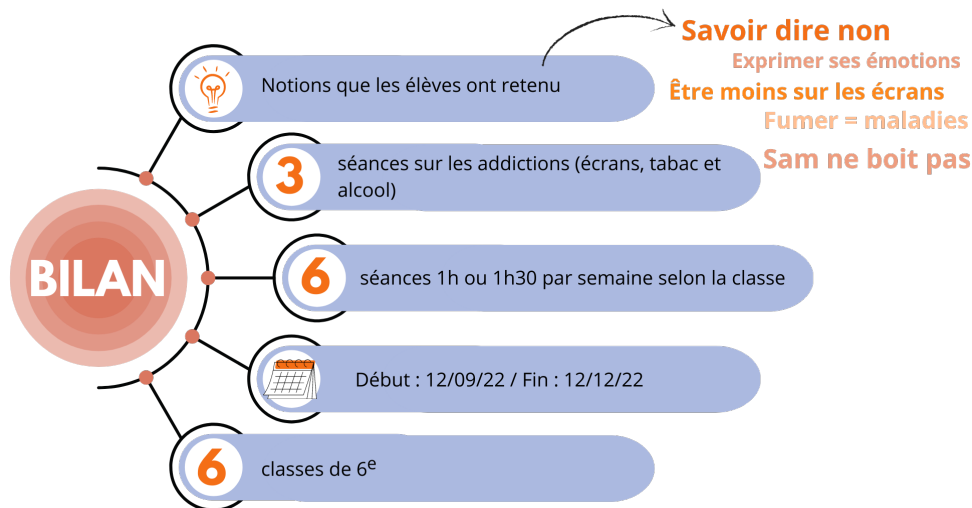 Savoir dire non
Exprimer ses émotions
Être moins sur les écrans
Fumer = maladies
Sam ne boit pas
Notions que les élèves ont retenu
3
séances sur les addictions (écrans, tabac et
alcool)
BILAN
6
séances 1h ou 1h30 par semaine selon la classe
Début : 12/09/22 / Fin : 12/12/22
6
classes de 6e